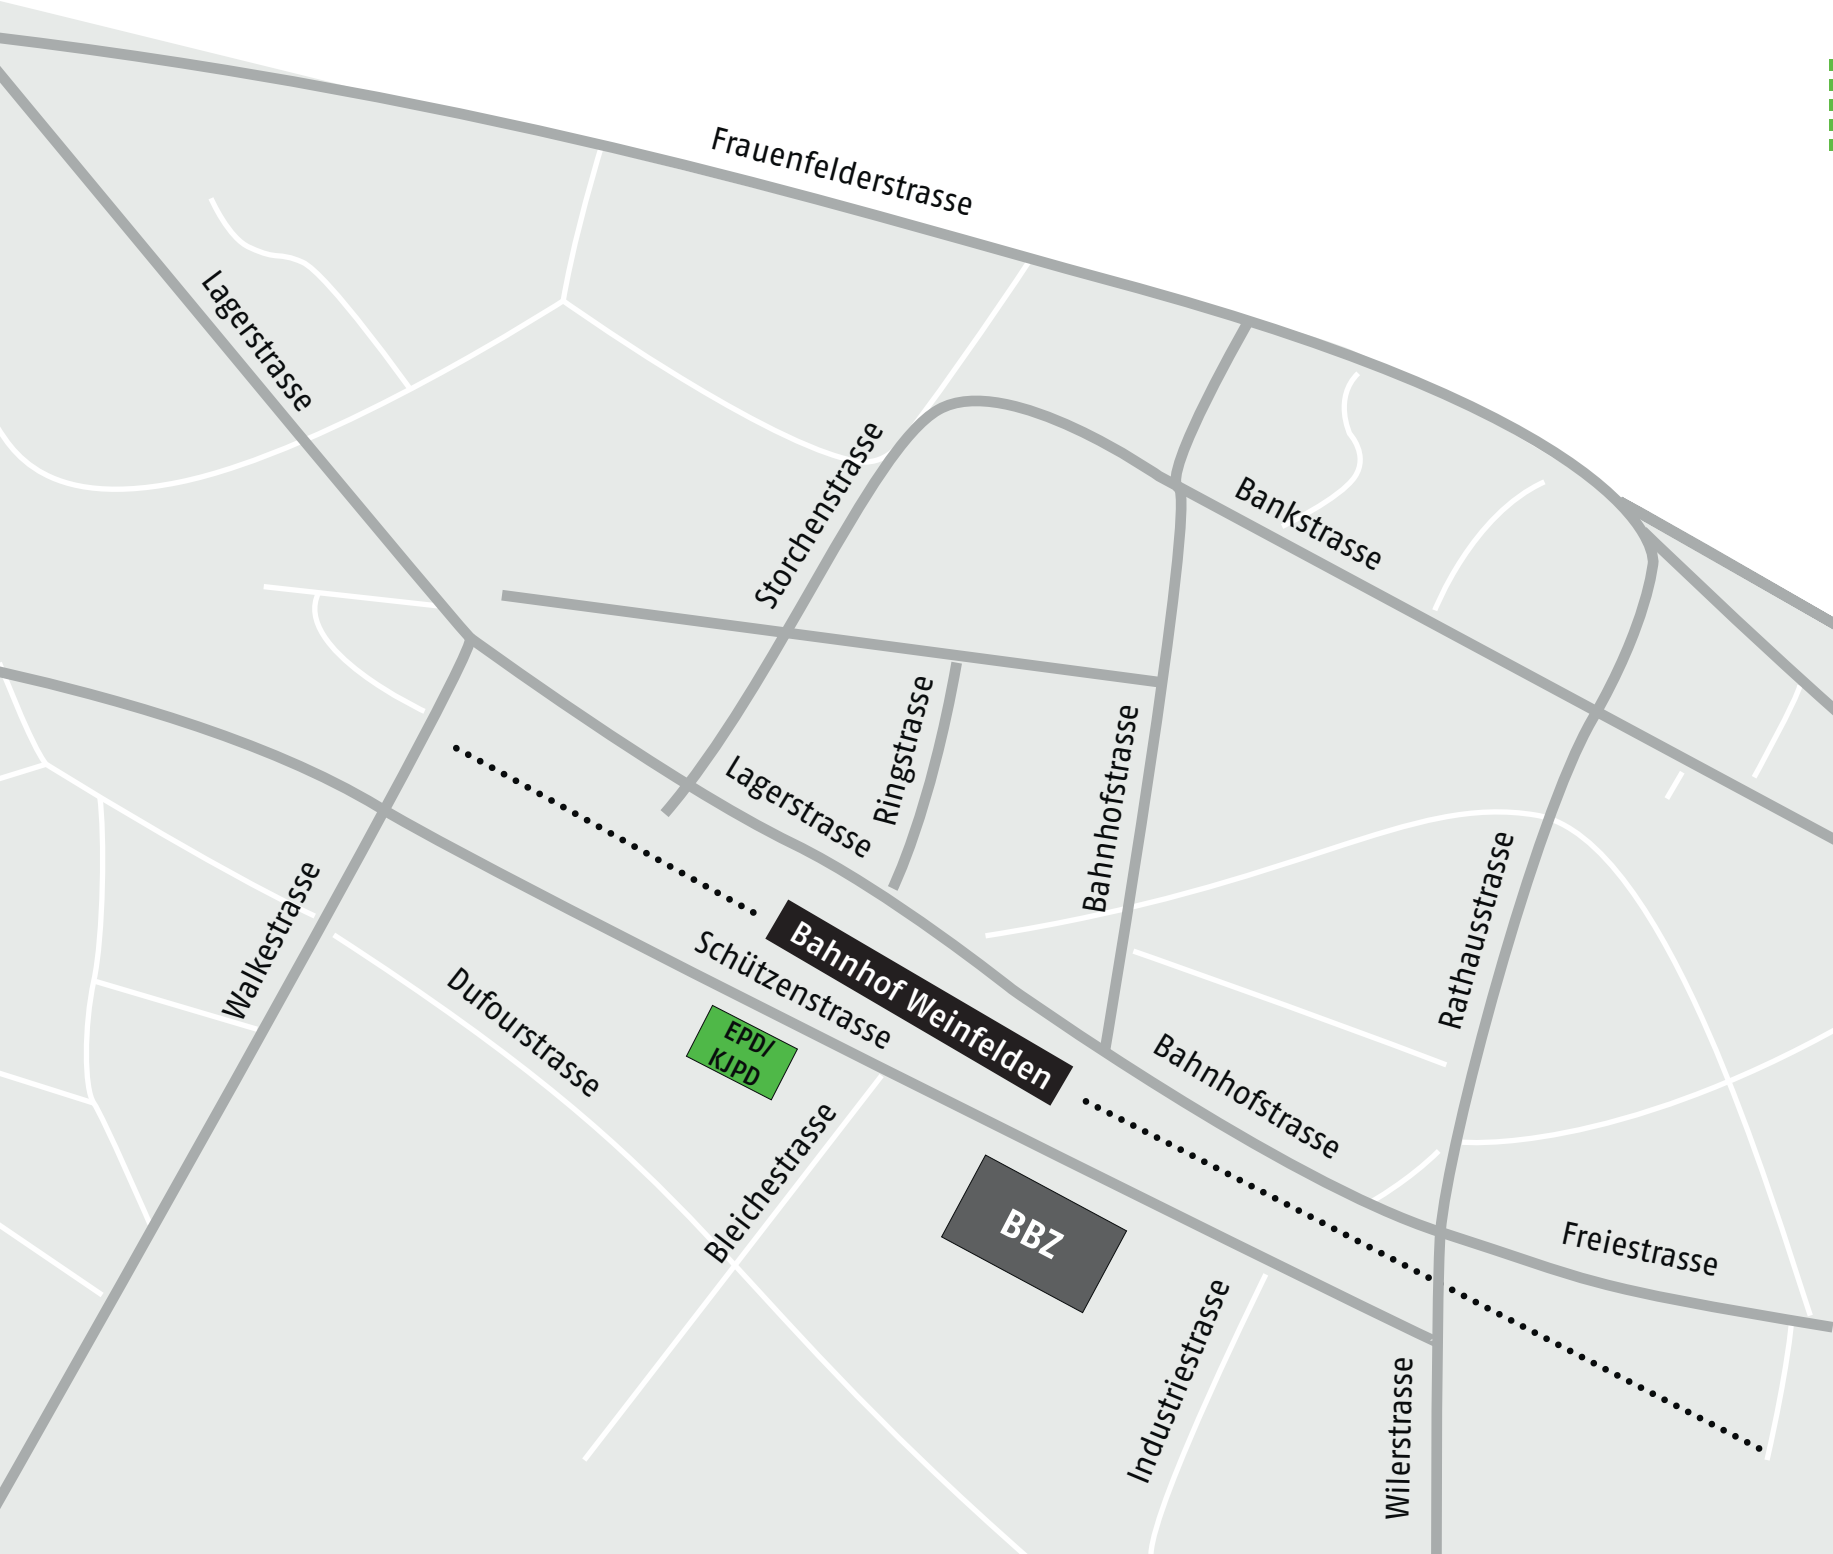 Frauenfelderstrasse
Lagerstrasse
Storchenstrasse
Bankstrasse
Ringstrasse
Bahnhofstrasse
Lagerstrasse
Rathausstrasse
Walkestrasse
Bahnhof Weinfelden
Schützenstrasse
Dufourstrasse
EPD/
KJPD
Bahnhofstrasse
Bleichestrasse
BBZ
Freiestrasse
Industriestrasse
Wilerstrasse